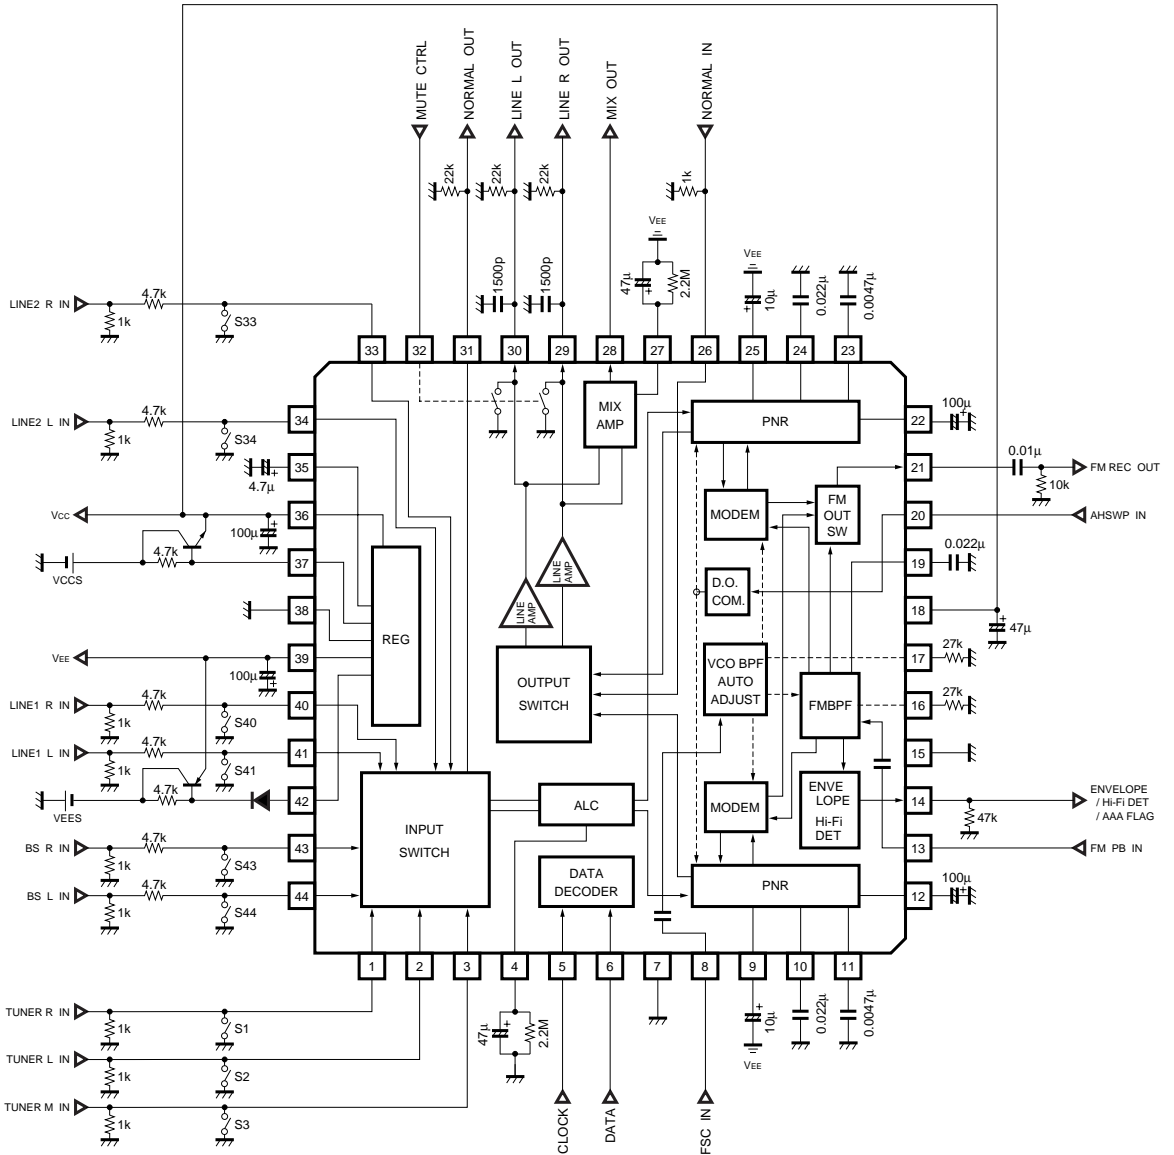 MUTE CTRL
NORMAL OUT
LINE L OUT
LINE R OUT
MIX OUT
NORMAL IN
22k
22k
22k
1k
VEE
47μ
2.2M
VEE
10μ
0.022μ
0.0047μ
1500p
1500p
LINE2 R IN
4.7k
1k
S33
33
32
31
30
29
28
27
26
25
24
23
LINE2 L IN
4.7k
1k
S34
34
MIX
AMP
PNR
22
100μ
35
4.7μ
21
0.01μ
FM REC OUT
10k
VCC
100μ
36
MODEM
FM
OUT
SW
20
AHSWP IN
4.7k
VCCS
37
LINE
AMP
19
0.022μ
38
REG
LINE
AMP
D.O.
COM.
18
47μ
VEE
100μ
39
OUTPUT
SWITCH
VCO BPF
AUTO
ADJUST
17
27k
LINE1 R IN
4.7k
1k
S40
40
FMBPF
16
27k
LINE1 L IN
4.7k
1k
S41
41
15
4.7k
VEES
42
INPUT
SWITCH
ALC
MODEM
ENVE
LOPE
Hi-Fi
DET
14
ENVELOPE
/ Hi-Fi DET
/ AAA FLAG
47k
BS R IN
4.7k
1k
S43
43
13
FM PB IN
BS L IN
4.7k
1k
S44
44
DATA
DECODER
PNR
12
100μ
1
2
3
4
5
6
7
8
9
10
11
TUNER R IN
1k
S1
47μ
2.2M
10μ
VEE
0.022μ
0.0047μ
TUNER L IN
1k
S2
TUNER M IN
1k
S3
CLOCK
DATA
FSC IN